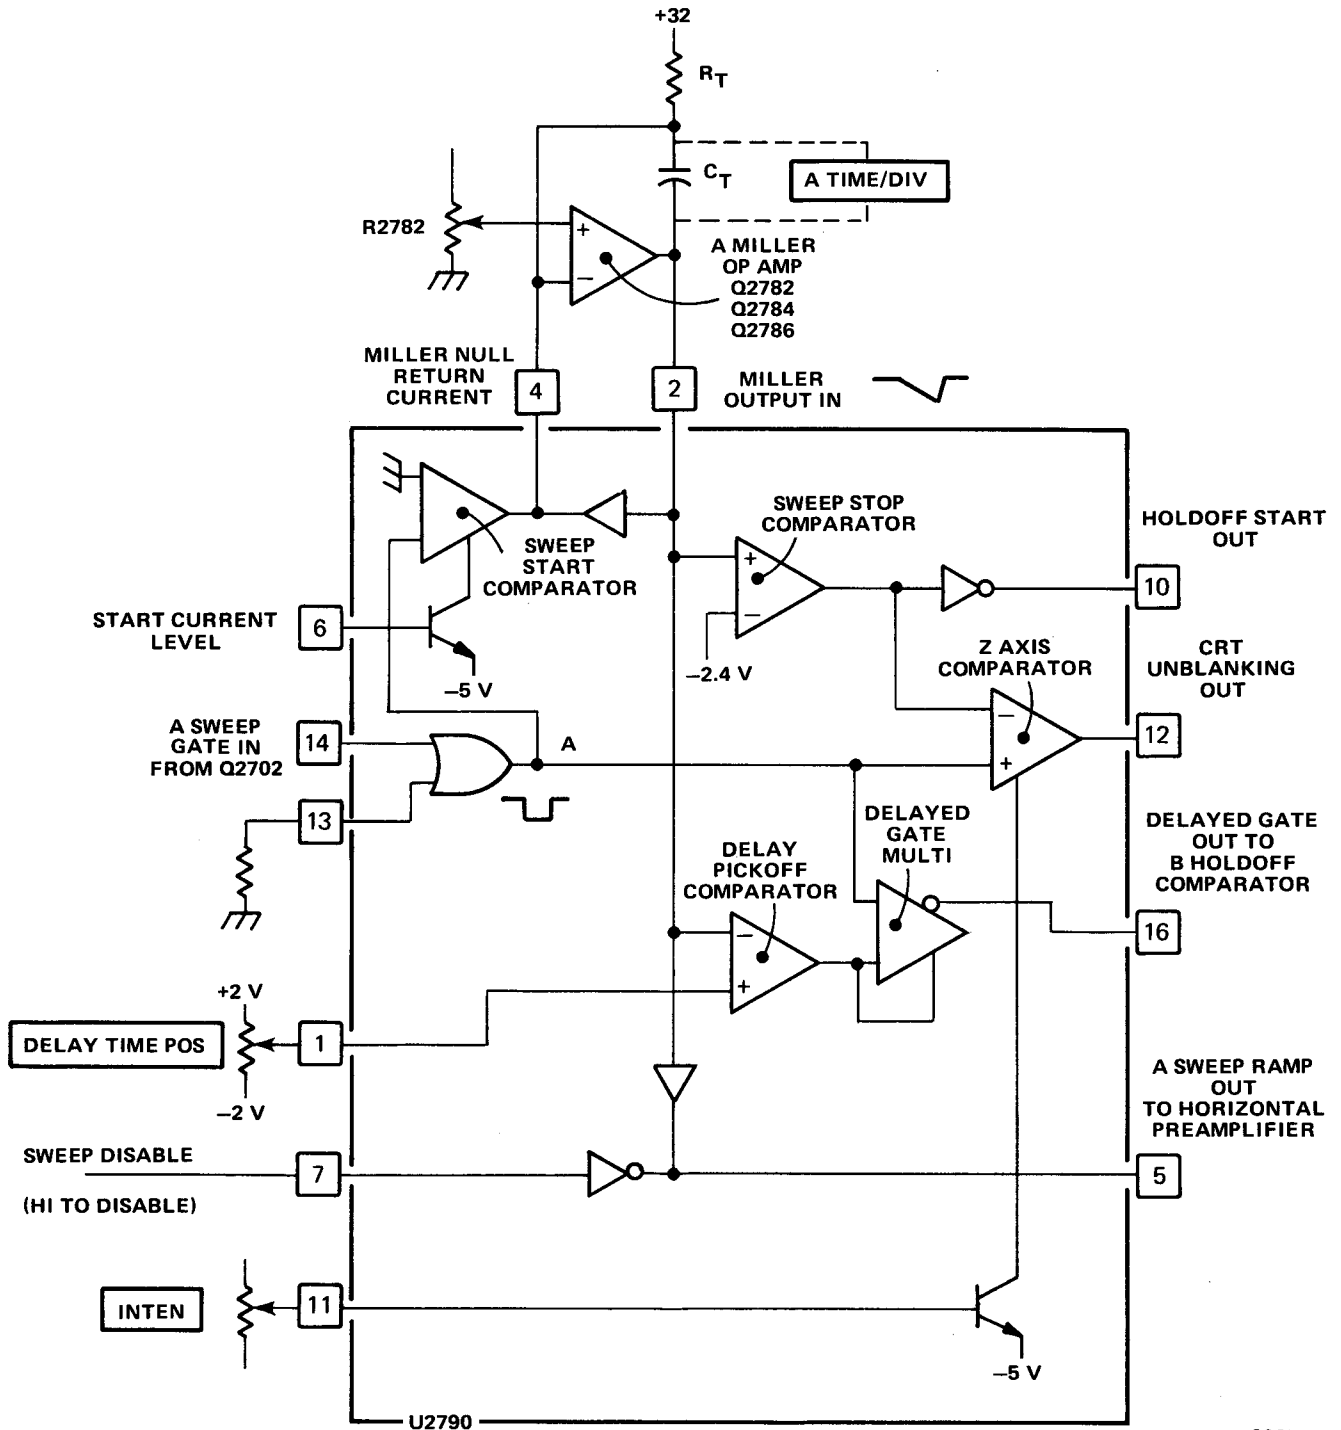 +32
RT
CT
A TIME/DIV
R2782
+
−
A MILLER
OP AMP
Q2782
Q2784
Q2786
MILLER NULL
RETURN
CURRENT
4
2
MILLER
OUTPUT IN
SWEEP STOP
COMPARATOR
HOLDOFF START
OUT
SWEEP
START
COMPARATOR
+
−
10
START CURRENT
LEVEL
6
−5 V
−2.4 V
Z AXIS
COMPARATOR
CRT
UNBLANKING
OUT
A SWEEP
GATE IN
FROM Q2702
14
A
−
+
12
13
DELAY
PICKOFF
COMPARATOR
DELAYED
GATE
MULTI
DELAYED GATE
OUT TO
B HOLDOFF
COMPARATOR
−
+
16
+2 V
DELAY TIME POS
1
−2 V
A SWEEP RAMP
OUT
TO HORIZONTAL
PREAMPLIFIER
SWEEP DISABLE
7
5
(HI TO DISABLE)
INTEN
11
−5 V
U2790